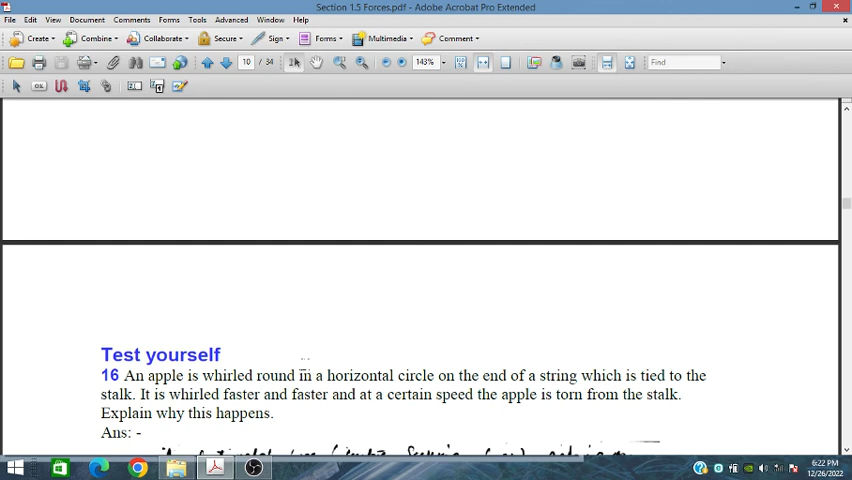 Section 1.5 Forces.pdf - Adobe Acrobat Pro Extended
File Edit View Document Comments Forms Tools Advanced Window Help
Create Combine Collaborate Secure Sign Forms Multimedia Comment
10 / 34 143% Find
Test yourself
16 An apple is whirled round in a horizontal circle on the end of a string which is tied to the
stalk. It is whirled faster and faster and at a certain speed the apple is torn from the stalk.
Explain why this happens.
Ans: -
6:22 PM
12/26/2022